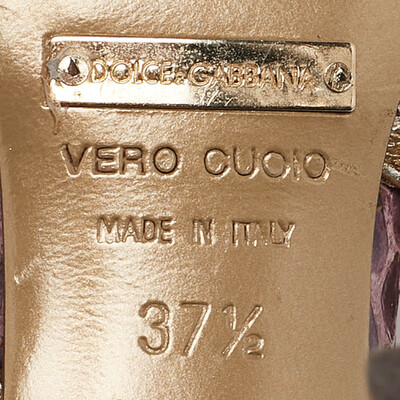 DOLCE & GABBANA
VERO CUOIO
MADE IN ITALY
37½